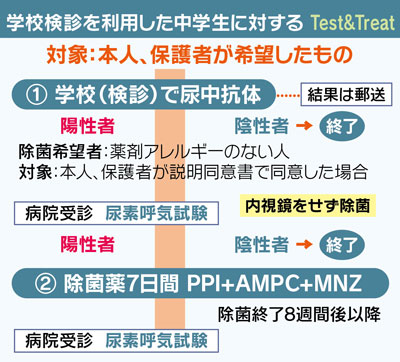 学校検診を利用した中学生に対する Test&Treat
対象：本人、保護者が希望したもの
① 学校（検診）で尿中抗体 結果は郵送
陽性者 陰性者 終了
除菌希望者：薬剤アレルギーのない人
対象：本人、保護者が説明同意書で同意した場合
内視鏡をせず除菌
病院受診 尿素呼気試験
陽性者 陰性者 終了
② 除菌薬7日間 PPI+AMPC+MNZ
除菌終了8週間後以降
病院受診 尿素呼気試験